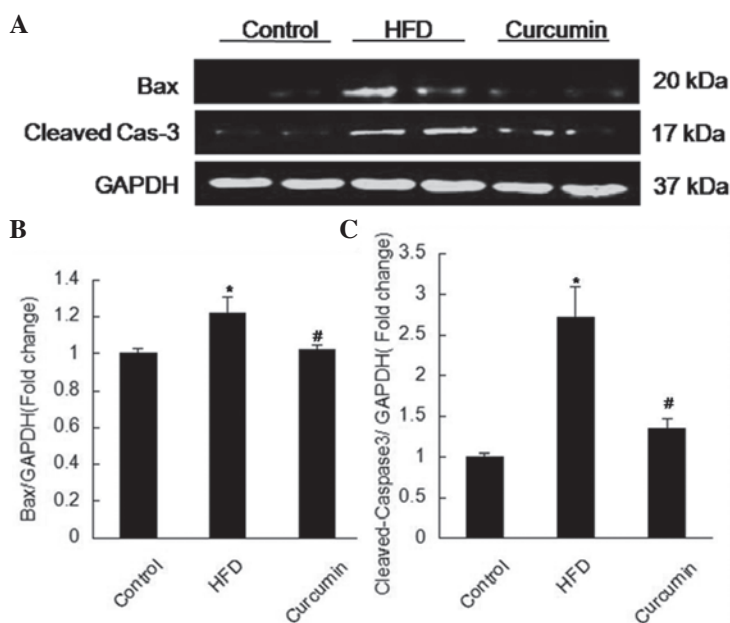 A
Control HFD Curcumin
Bax 20 kDa
Cleaved Cas-3 17 kDa
GAPDH 37 kDa
B
Bax/GAPDH(Fold change)
1.4
1.2
1
0.8
0.6
0.4
0.2
0
*
#
Control HFD Curcumin
C
Cleaved-Caspase3/ GAPDH( Fold change)
3.5
3
2.5
2
1.5
1
0.5
0
*
#
Control HFD Curcumin